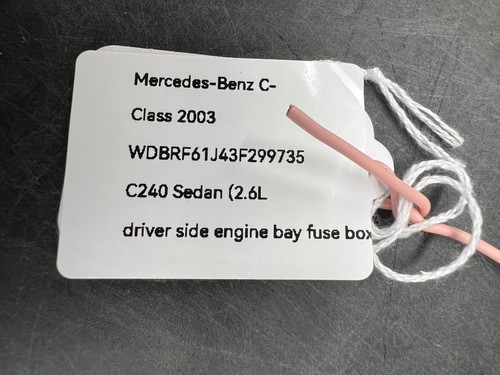 Mercedes-Benz C-
Class 2003
WDBRF61J43F299735
C240 Sedan (2.6L
driver side engine bay fuse box